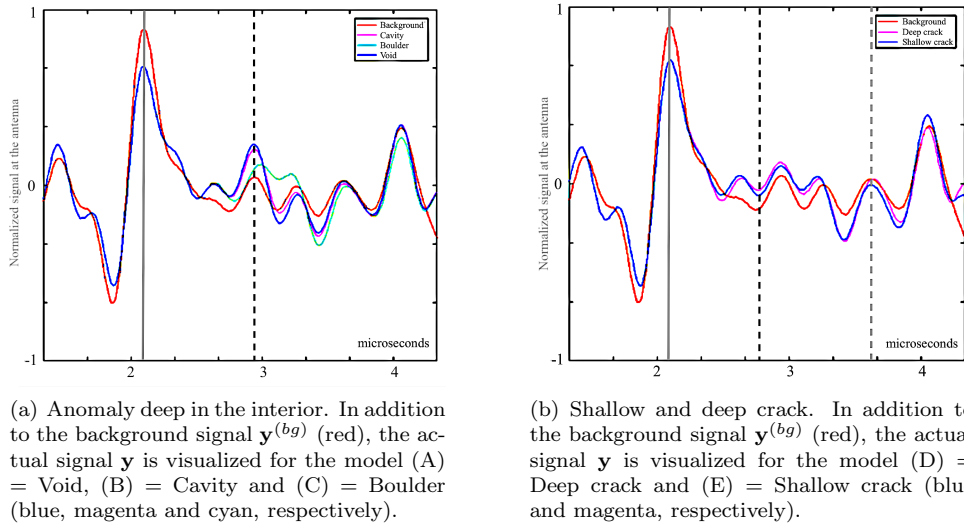 1
Background
Cavity
Boulder
Void
Normalized signal at the antenna
0
-1
microseconds
2
3
4
(a) Anomaly deep in the interior. In addition
to the background signal y(bg) (red), the ac-
tual signal y is visualized for the model (A)
= Void, (B) = Cavity and (C) = Boulder
(blue, magenta and cyan, respectively).
1
Background
Deep crack
Shallow crack
Normalized signal at the antenna
0
-1
microseconds
2
3
4
(b) Shallow and deep crack. In addition
the background signal y(bg) (red), the actua
signal y is visualized for the model (D) =
Deep crack and (E) = Shallow crack (blu
and magenta, respectively).